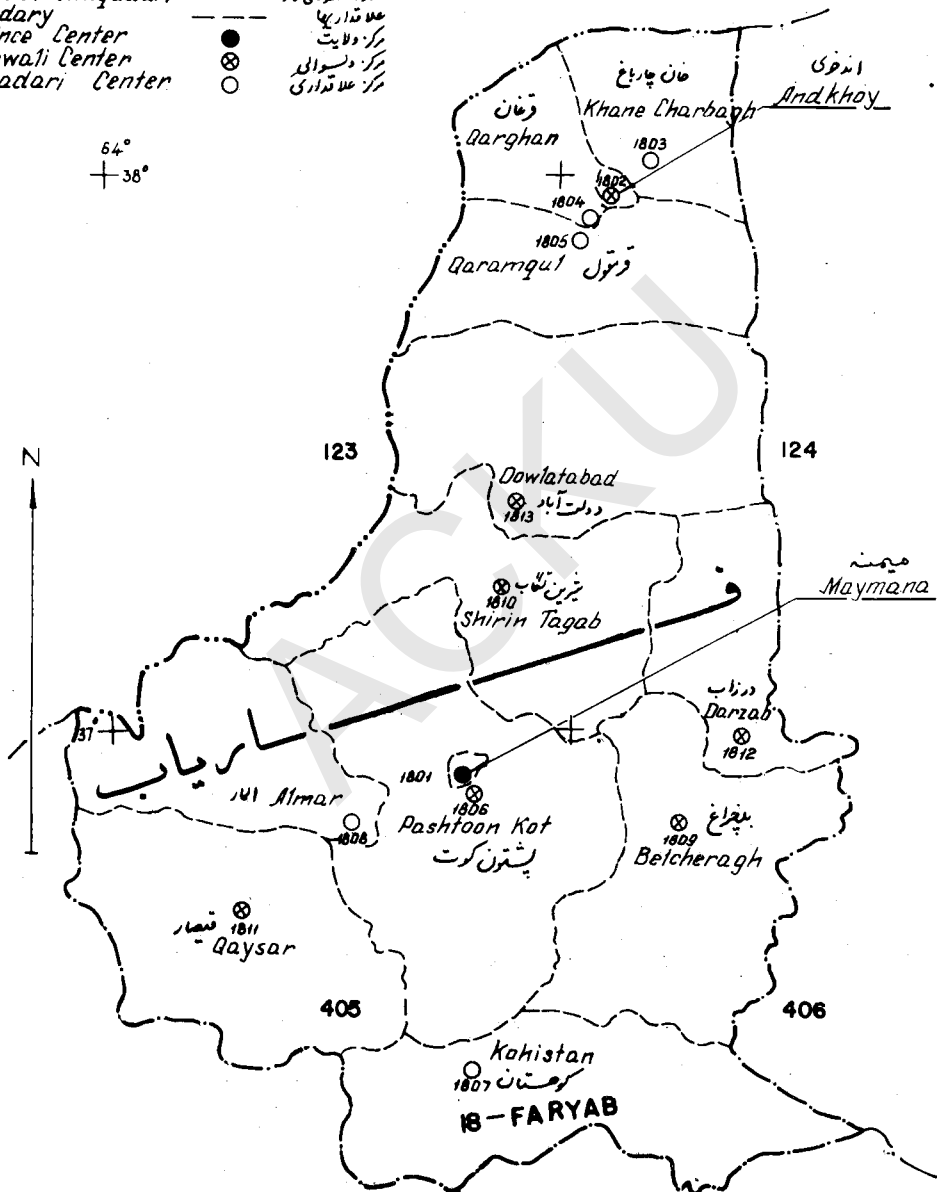 dary
علاقداریها
nce Center
مرکز ولایت
wali Center
مرکز ولسوالی
adari Center
مرکز علاقداری
64°
38°
قرغان
Qarghan
خان چارباغ
Khane Charbagh
اندخوی
Andkhoy
1803
1802
1804
1805
Qaramqul
قرمقول
N
123
124
Dowlatabad
دولت آباد
1813
شیرین تگاب
1810
Shirin Tagab
میمنه
Maymana
فاریاب
37°
درزاب
Darzab
1812
المار Almar
1808
1801
1806
Pashtoon Kot
پشتون کوت
بلچراغ
1809
Belcheragh
قیصار
1811
Qaysar
405
406
Kohistan
1807
کوهستان
18-FARYAB
ACKU